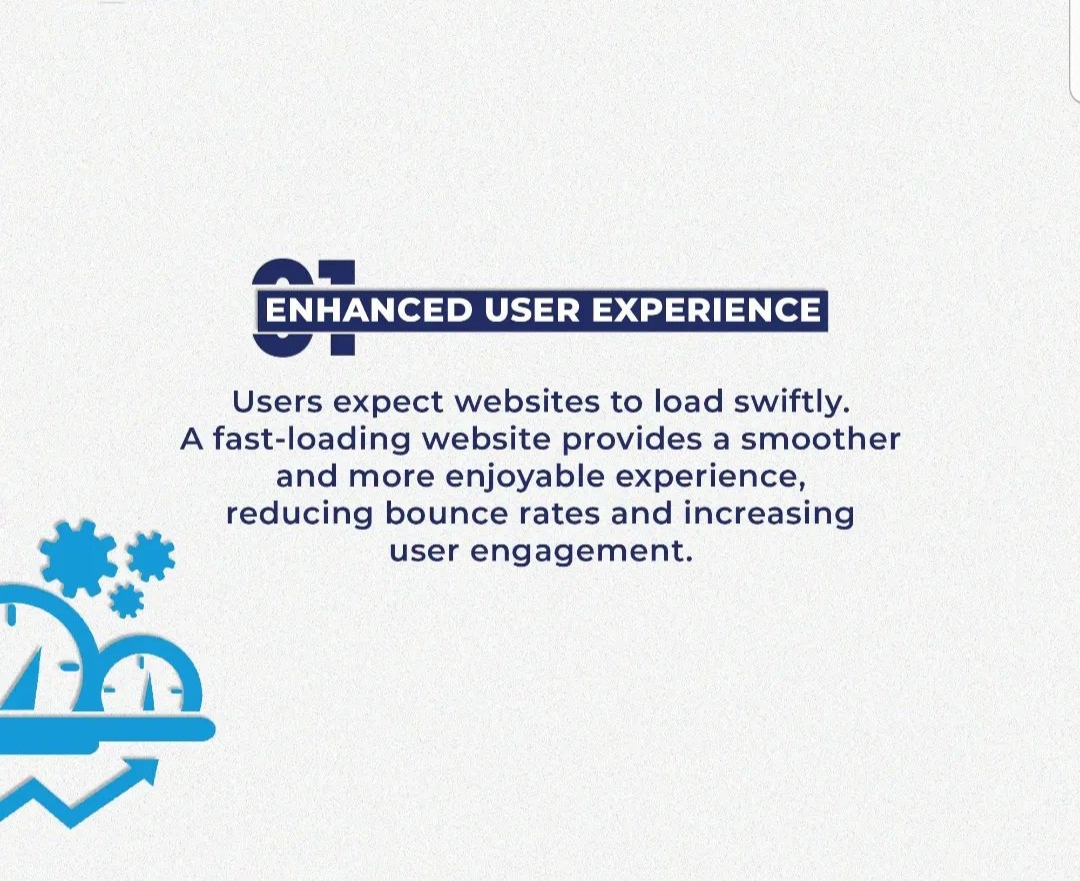 01
ENHANCED USER EXPERIENCE
Users expect websites to load swiftly.
A fast-loading website provides a smoother
and more enjoyable experience,
reducing bounce rates and increasing
user engagement.